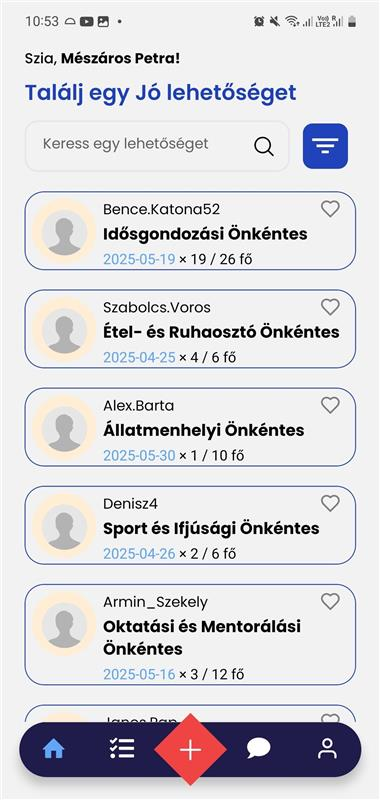 10:53
Szia, Mészáros Petra!
Találj egy Jó lehetőséget
Keress egy lehetőséget
Bence.Katona52
Idősgondozási Önkéntes
2025-05-19 × 19 / 26 fő
Szabolcs.Voros
Étel- és Ruhaosztó Önkéntes
2025-04-25 × 4 / 6 fő
Alex.Barta
Állatmenhelyi Önkéntes
2025-05-30 × 1 / 10 fő
Denisz4
Sport és Ifjúsági Önkéntes
2025-04-26 × 2 / 6 fő
Armin_Szekely
Oktatási és Mentorálási
Önkéntes
2025-05-16 × 3 / 12 fő